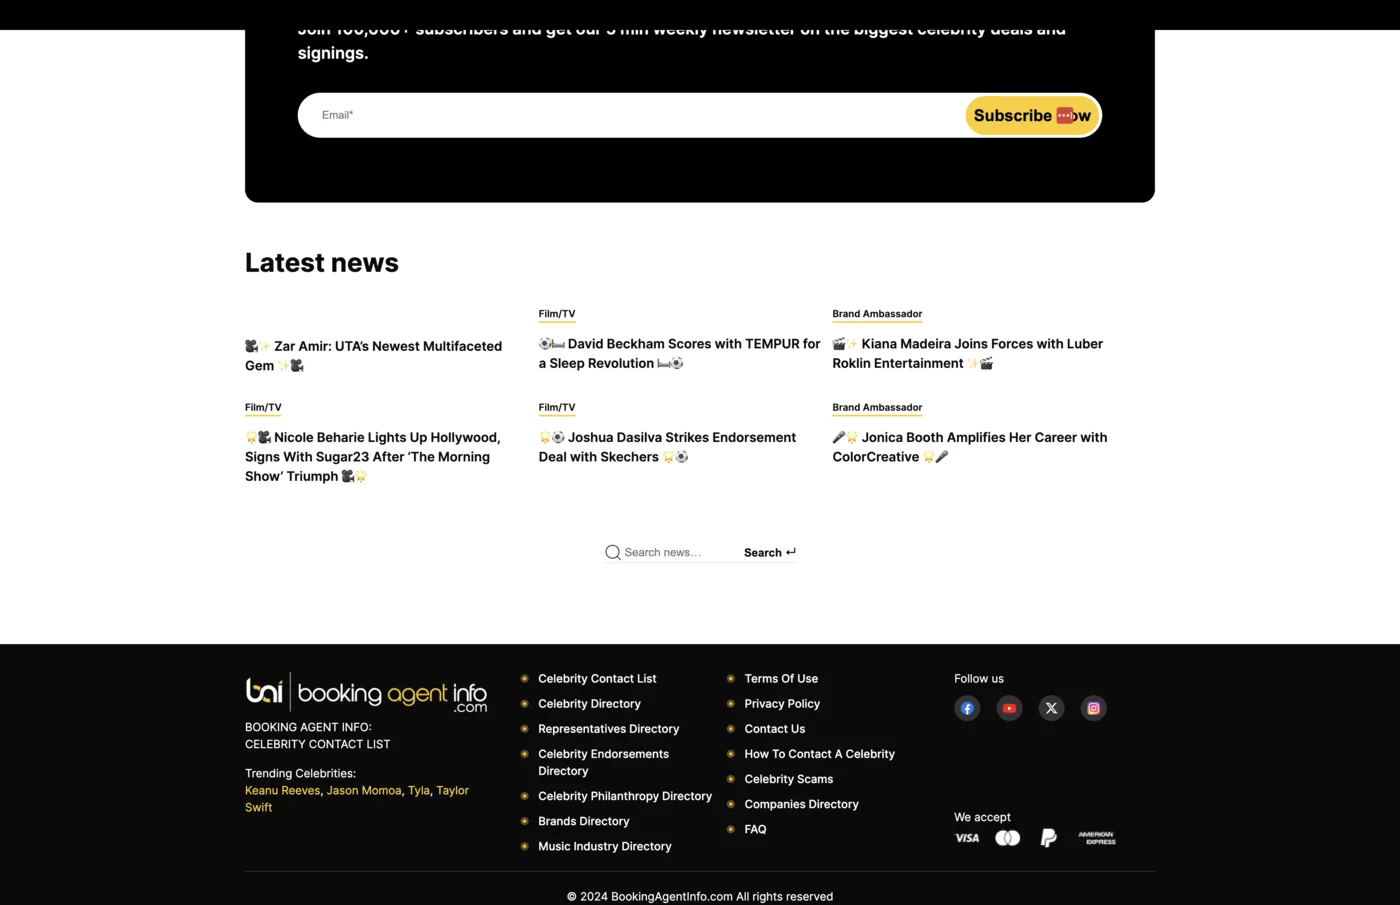 Join 100,000+ subscribers and get our 5 min weekly newsletter on the biggest celebrity deals and
signings.
Email*
Subscribe Now
Latest news
🎥✨ Zar Amir: UTA’s Newest Multifaceted
Gem ✨🎥
Film/TV
⚽🛏️ David Beckham Scores with TEMPUR for
a Sleep Revolution 🛏️⚽
Brand Ambassador
🎬✨ Kiana Madeira Joins Forces with Luber
Roklin Entertainment ✨🎬
Film/TV
🌟🎥 Nicole Beharie Lights Up Hollywood,
Signs With Sugar23 After ‘The Morning
Show’ Triumph 🎥🌟
Film/TV
🌟⚽ Joshua Dasilva Strikes Endorsement
Deal with Skechers 🌟⚽
Brand Ambassador
🎤🌟 Jonica Booth Amplifies Her Career with
ColorCreative 🌟🎤
Search news...
Search ↵
bai | booking agent info
.com
BOOKING AGENT INFO:
CELEBRITY CONTACT LIST
Trending Celebrities:
Keanu Reeves, Jason Momoa, Tyla, Taylor
Swift
Celebrity Contact List
Celebrity Directory
Representatives Directory
Celebrity Endorsements
Directory
Celebrity Philanthropy Directory
Brands Directory
Music Industry Directory
Terms Of Use
Privacy Policy
Contact Us
How To Contact A Celebrity
Celebrity Scams
Companies Directory
FAQ
Follow us
We accept
VISA
AMERICAN
EXPRESS
© 2024 BookingAgentInfo.com All rights reserved